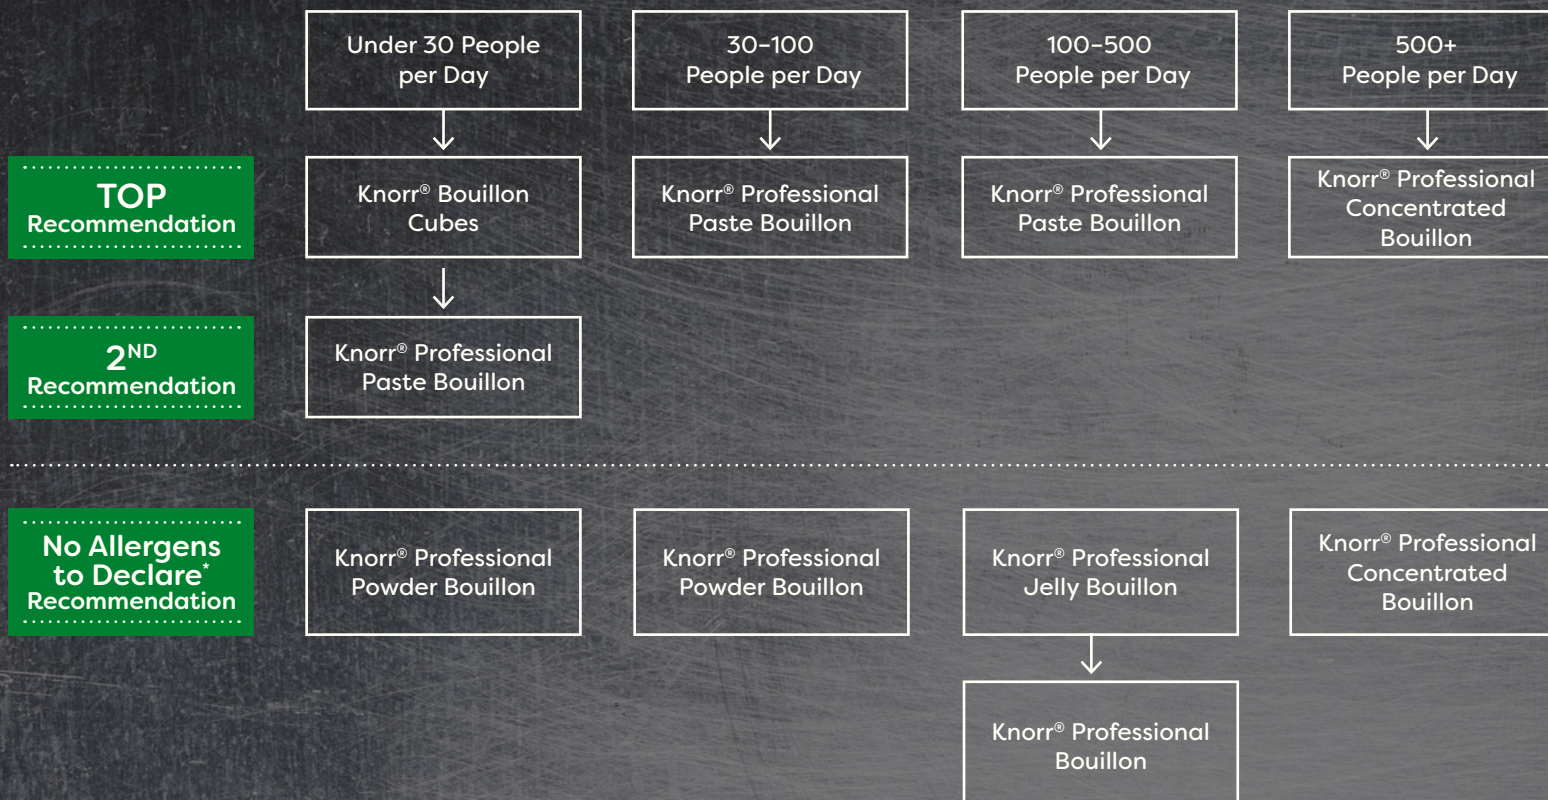 Under 30 People
per Day
30–100
People per Day
100–500
People per Day
500+
People per Day
TOP
Recommendation
Knorr® Bouillon
Cubes
Knorr® Professional
Paste Bouillon
Knorr® Professional
Paste Bouillon
Knorr® Professional
Concentrated
Bouillon
2ND
Recommendation
Knorr® Professional
Paste Bouillon
No Allergens
to Declare*
Recommendation
Knorr® Professional
Powder Bouillon
Knorr® Professional
Powder Bouillon
Knorr® Professional
Jelly Bouillon
Knorr® Professional
Concentrated
Bouillon
Knorr® Professional
Bouillon